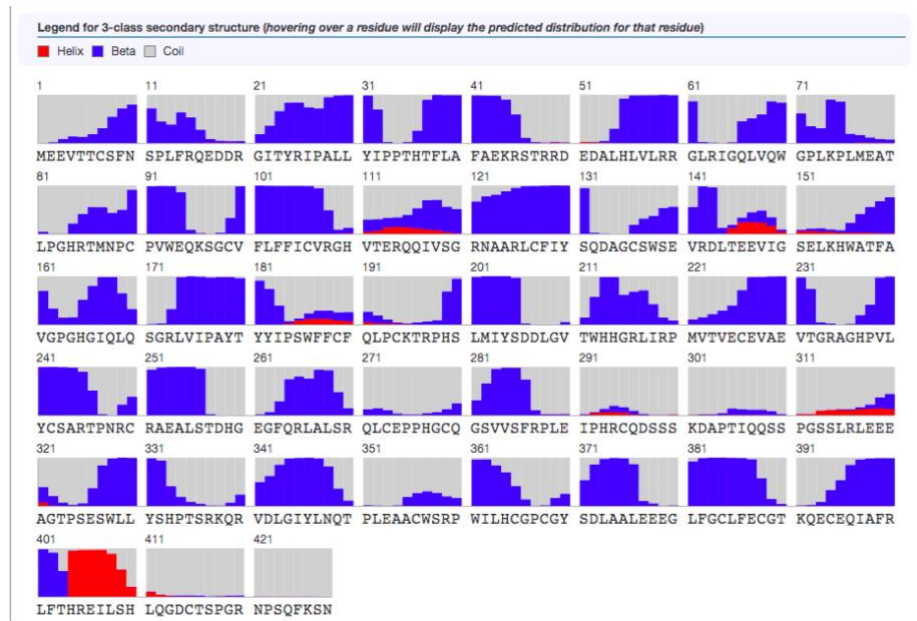 Legend for 3-class secondary structure (hovering over a residue will display the predicted distribution for that residue)
Helix Beta Coil
1 11 21 31 41 51 61 71
MEEVTTCSFN SPLFRQEDDR GITYRIPALL YIPPTHTFLA FAEKRSTRRD EDALHLVLRR GLRIGQLVQW GPLKPLMEAT
81 91 101 111 121 131 141 151
LPGHRTMNPC PVWEQKSGCV FLFFICVRGH VTERQQIVSG RNAARLCFIY SQDAGCSWSE VRDLTEEVIG SELKHWATFA
161 171 181 191 201 211 221 231
VGPGHGIQLQ SGRLVIPAYT YYIPSWFFCF QLPCKTRPHS LMIYSDDLGV TWHHGRLIRP MVTVECEVAE VTGRAGHPVL
241 251 261 271 281 291 301 311
YCSARTPNRC RAEALSTDHG EGFQRLALSR QLCEPPHGCQ GSVVSFRPLE IPHRCQDSSS KDAPTIQQSS PGSSLRLEEE
321 331 341 351 361 371 381 391
AGTPSESWLL YSHPTSRKQR VDLGIYLNQT PLEAACWSRP WILHCGPCGY SDLAALEEEG LFGCLFECGT KQECEQIAFR
401 411 421
LFTHREILSH LQGDCTSPGR NPSQFKSN